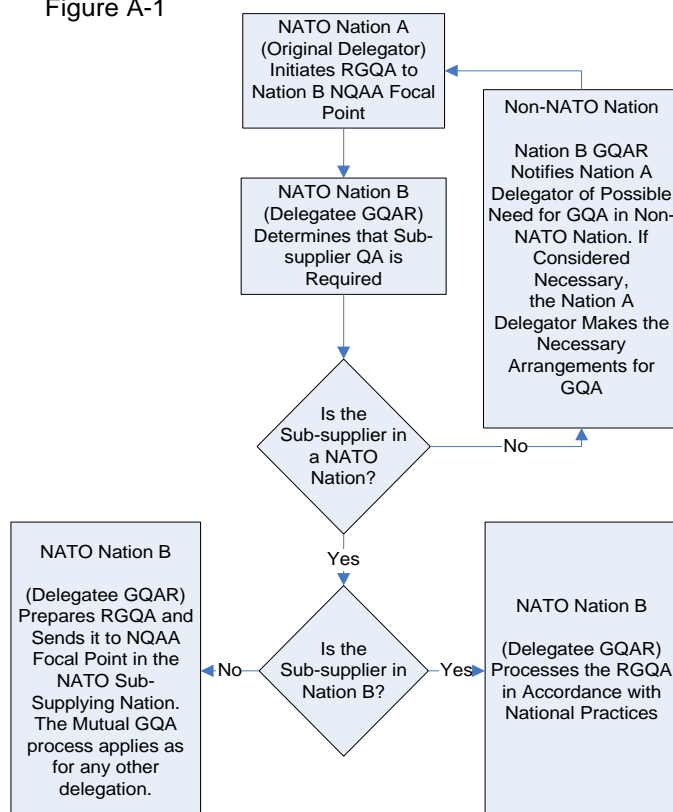 Figure A-1
NATO Nation A
(Original Delegator)
Initiates RGQA to
Nation B NQAA Focal
Point
Non-NATO Nation
Nation B GQAR
Notifies Nation A
Delegator of Possible
Need for GQA in Non-
NATO Nation. If
Considered
Necessary,
the Nation A
Delegator Makes the
Necessary
Arrangements for
GQA
NATO Nation B
(Delegatee GQAR)
Determines that Sub-
supplier QA is
Required
Is the
Sub-supplier in
a NATO
Nation?
No
Yes
NATO Nation B
(Delegatee GQAR)
Prepares RGQA and
Sends it to NQAA
Focal Point in the
NATO Sub-
Supplying Nation.
The Mutual GQA
process applies as
for any other
delegation.
No
Is the
Sub-supplier in
Nation B?
Yes
NATO Nation B
(Delegatee GQAR)
Processes the RGQA
in Accordance with
National Practices